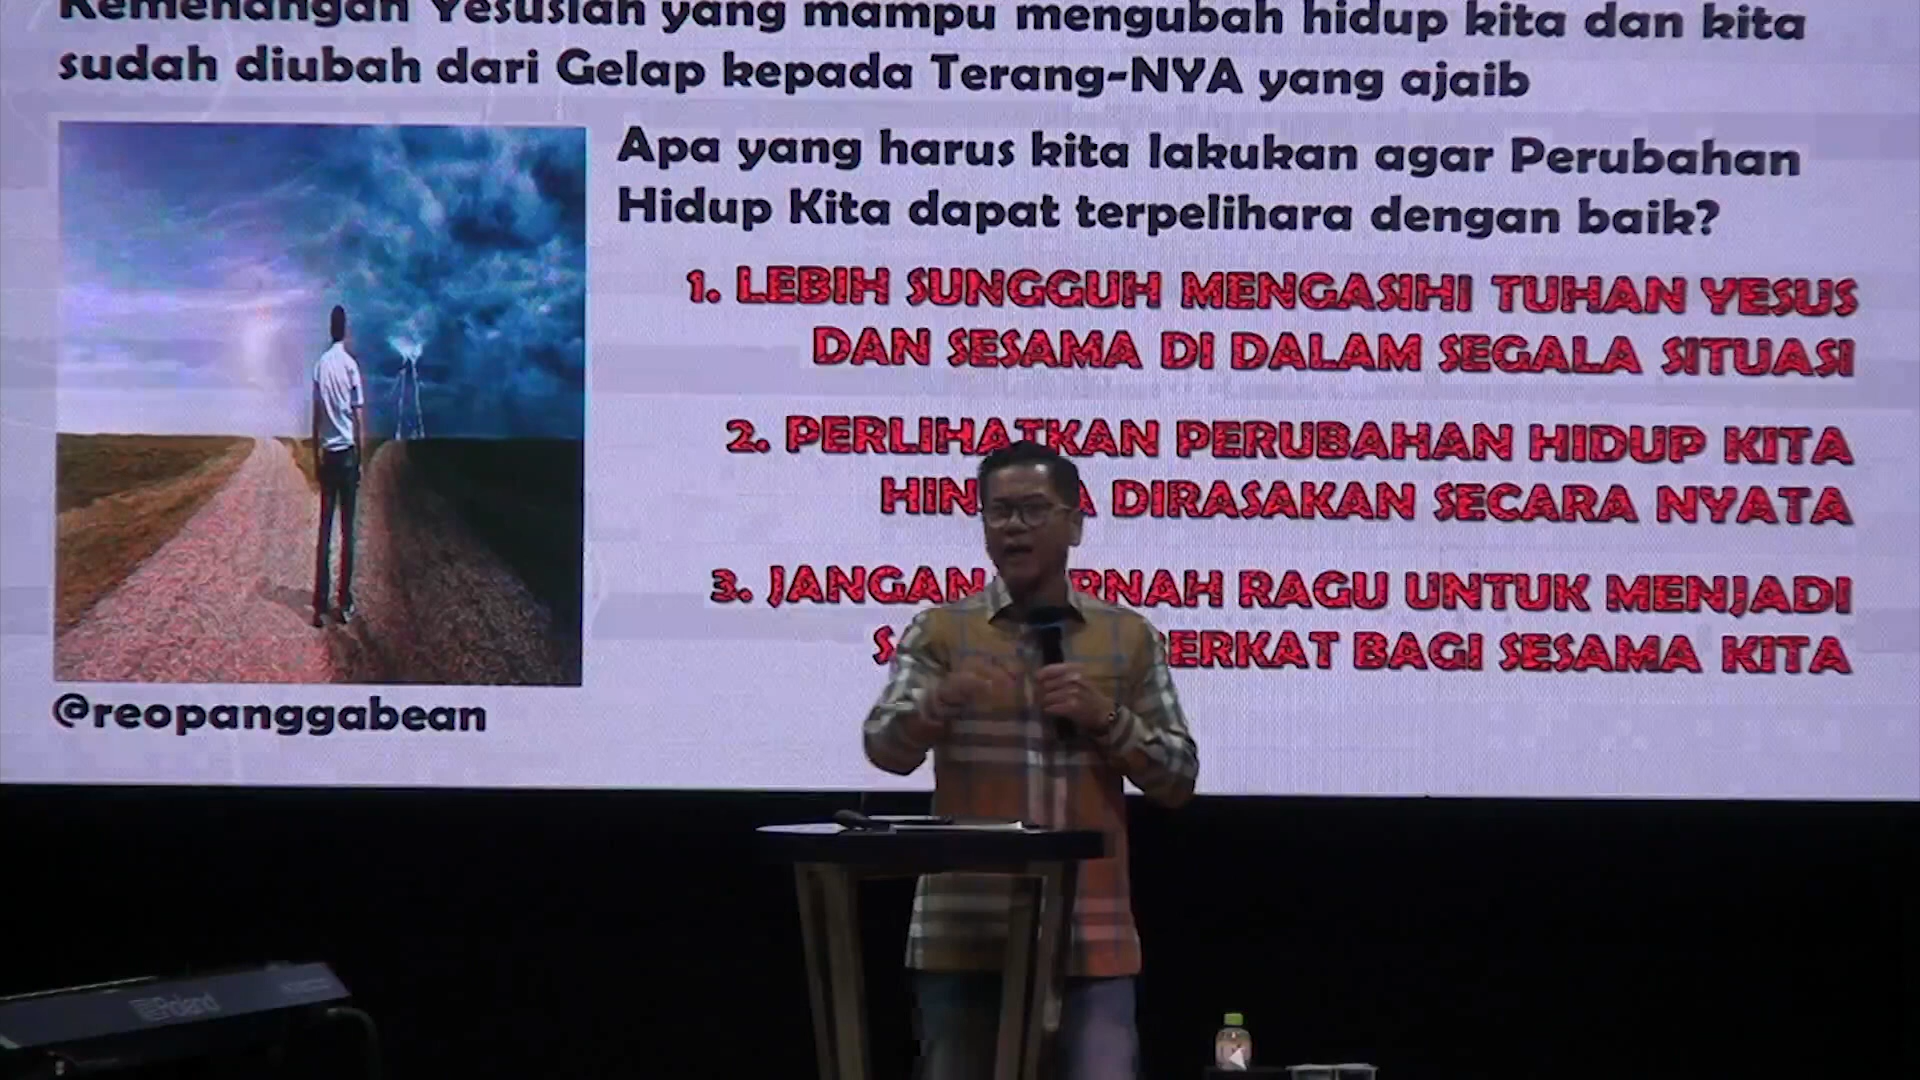 Kemenangan Yesuslah yang mampu mengubah hidup kita dan kita
sudah diubah dari Gelap kepada Terang-NYA yang ajaib
Apa yang harus kita lakukan agar Perubahan
Hidup Kita dapat terpelihara dengan baik?
1. LEBIH SUNGGUH MENGASIHI TUHAN YESUS
DAN SESAMA DI DALAM SEGALA SITUASI
2. PERLIHATKAN PERUBAHAN HIDUP KITA
DIRASAKAN SECARA NYATA
3. JANGAN RAGU UNTUK MENJADI
BERKAT BAGI SESAMA KITA
@reopanggabean
Roland